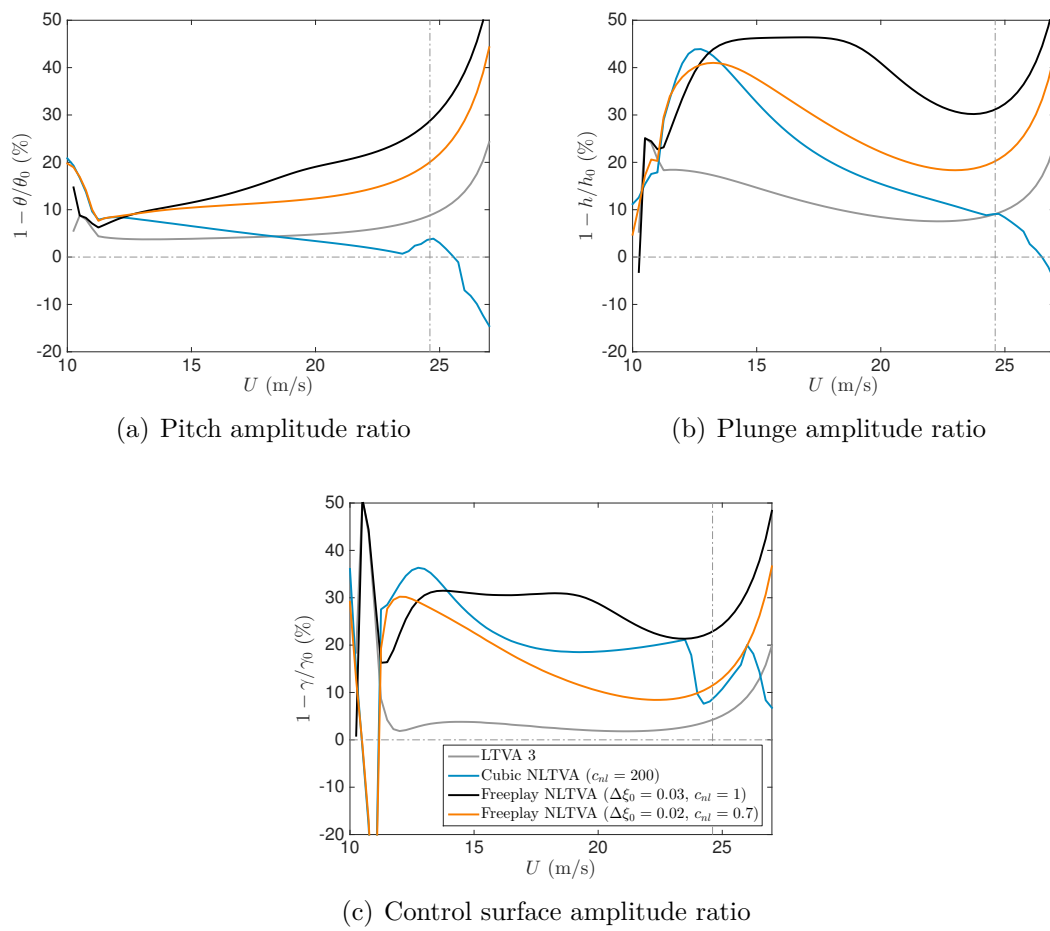 50
40
30
20
10
0
-10
-20
10
15
20
25
1 − θ/θ₀ (%)
U (m/s)
(a) Pitch amplitude ratio
50
40
30
20
10
0
-10
-20
10
15
20
25
1 − h/h₀ (%)
U (m/s)
(b) Plunge amplitude ratio
50
40
30
20
10
0
-10
-20
10
15
20
25
1 − γ/γ₀ (%)
U (m/s)
LTVA 3
Cubic NLTVA (cₙₗ = 200)
Freeplay NLTVA (Δξ₀ = 0.03, cₙₗ = 1)
Freeplay NLTVA (Δξ₀ = 0.02, cₙₗ = 0.7)
(c) Control surface amplitude ratio